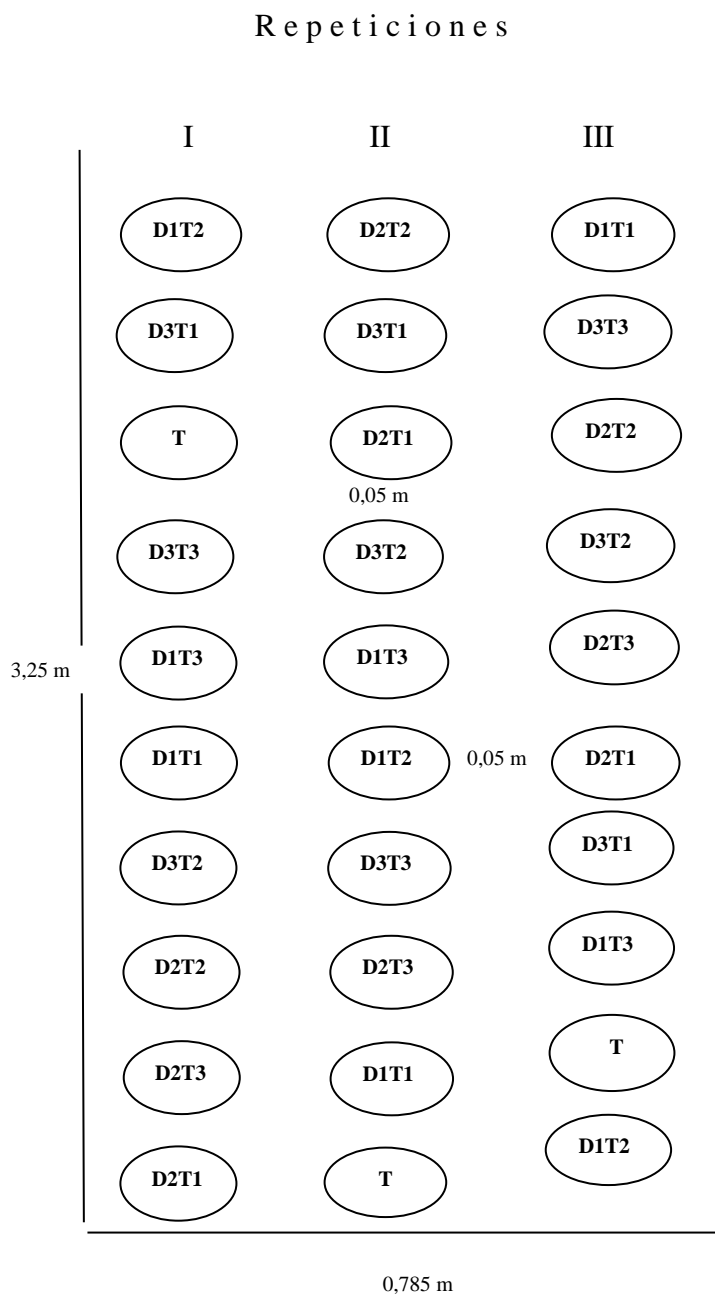 Repeticiones
I II III
D1T2 D2T2 D1T1
D3T1 D3T1 D3T3
T D2T1 D2T2
0,05 m
D3T3 D3T2 D3T2
D1T3 D1T3 D2T3
3,25 m
D1T1 D1T2 0,05 m D2T1
D3T2 D3T3 D3T1
D2T2 D2T3 D1T3
D2T3 D1T1 T
D2T1 T D1T2
0,785 m